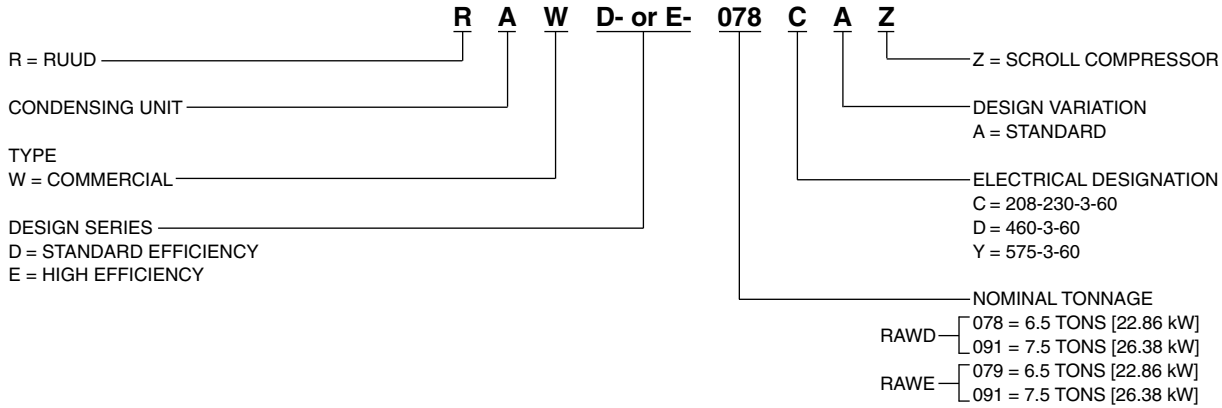 R A W D- or E- 078 C A Z
R = RUUD
CONDENSING UNIT
TYPE
W = COMMERCIAL
DESIGN SERIES
D = STANDARD EFFICIENCY
E = HIGH EFFICIENCY
Z = SCROLL COMPRESSOR
DESIGN VARIATION
A = STANDARD
ELECTRICAL DESIGNATION
C = 208-230-3-60
D = 460-3-60
Y = 575-3-60
NOMINAL TONNAGE
RAWD
078 = 6.5 TONS [22.86 kW]
091 = 7.5 TONS [26.38 kW]
RAWE
079 = 6.5 TONS [22.86 kW]
091 = 7.5 TONS [26.38 kW]